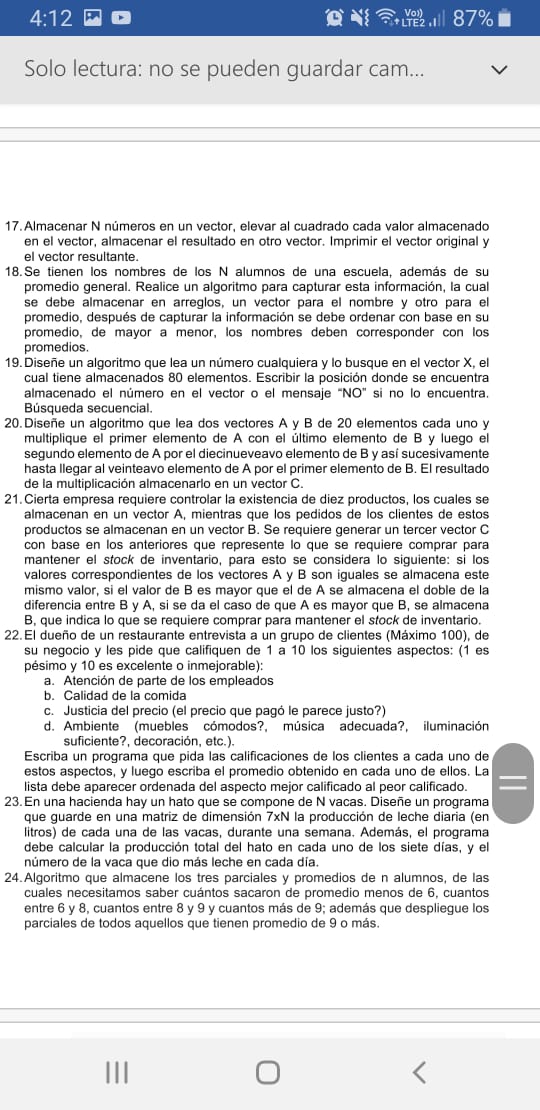 4:12
Vo)) LTE2 87%
Solo lectura: no se pueden guardar cam...
17. Almacenar N números en un vector, elevar al cuadrado cada valor almacenado
en el vector, almacenar el resultado en otro vector. Imprimir el vector original y
el vector resultante.
18. Se tienen los nombres de los N alumnos de una escuela, además de su
promedio general. Realice un algoritmo para capturar esta información, la cual
se debe almacenar en arreglos, un vector para el nombre y otro para el
promedio, después de capturar la información se debe ordenar con base en su
promedio, de mayor a menor, los nombres deben corresponder con los
promedios.
19. Diseñe un algoritmo que lea un número cualquiera y lo busque en el vector X, el
cual tiene almacenados 80 elementos. Escribir la posición donde se encuentra
almacenado el número en el vector o el mensaje “NO” si no lo encuentra.
Búsqueda secuencial.
20. Diseñe un algoritmo que lea dos vectores A y B de 20 elementos cada uno y
multiplique el primer elemento de A con el último elemento de B y luego el
segundo elemento de A por el diecinueveavo elemento de B y así sucesivamente
hasta llegar al veinteavo elemento de A por el primer elemento de B. El resultado
de la multiplicación almacenarlo en un vector C.
21. Cierta empresa requiere controlar la existencia de diez productos, los cuales se
almacenan en un vector A, mientras que los pedidos de los clientes de estos
productos se almacenan en un vector B. Se requiere generar un tercer vector C
con base en los anteriores que represente lo que se requiere comprar para
mantener el stock de inventario, para esto se considera lo siguiente: si los
valores correspondientes de los vectores A y B son iguales se almacena este
mismo valor, si el valor de B es mayor que el de A se almacena el doble de la
diferencia entre B y A, si se da el caso de que A es mayor que B, se almacena
B, que indica lo que se requiere comprar para mantener el stock de inventario.
22. El dueño de un restaurante entrevista a un grupo de clientes (Máximo 100), de
su negocio y les pide que califiquen de 1 a 10 los siguientes aspectos: (1 es
pésimo y 10 es excelente o inmejorable):
a. Atención de parte de los empleados
b. Calidad de la comida
c. Justicia del precio (el precio que pagó le parece justo?)
d. Ambiente (muebles cómodos?, música adecuada?, iluminación
suficiente?, decoración, etc.).
Escriba un programa que pida las calificaciones de los clientes a cada uno de
estos aspectos, y luego escriba el promedio obtenido en cada uno de ellos. La
lista debe aparecer ordenada del aspecto mejor calificado al peor calificado.
23. En una hacienda hay un hato que se compone de N vacas. Diseñe un programa
que guarde en una matriz de dimensión 7xN la producción de leche diaria (en
litros) de cada una de las vacas, durante una semana. Además, el programa
debe calcular la producción total del hato en cada uno de los siete días, y el
número de la vaca que dio más leche en cada día.
24. Algoritmo que almacene los tres parciales y promedios de n alumnos, de las
cuales necesitamos saber cuántos sacaron de promedio menos de 6, cuantos
entre 6 y 8, cuantos entre 8 y 9 y cuantos más de 9; además que despliegue los
parciales de todos aquellos que tienen promedio de 9 o más.